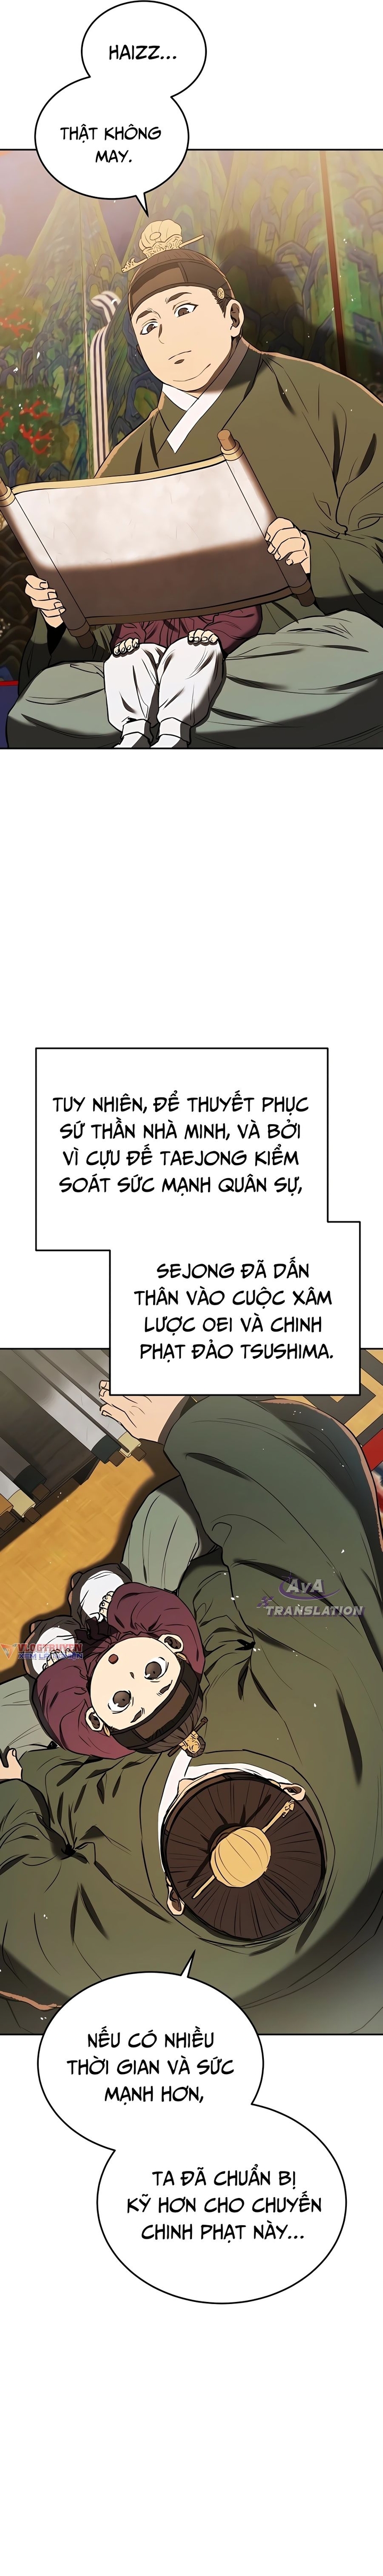 HAIZZ...
THẬT KHÔNG
MAY.
TUY NHIÊN, ĐỂ THUYẾT PHỤC
SỨ THẦN NHÀ MINH, VÀ BỞI
VÌ CỰU ĐẾ TAEJONG KIỂM
SOÁT SỨC MẠNH QUÂN SỰ,
SEJONG ĐÃ DẤN
THÂN VÀO CUỘC XÂM
LƯỢC OEI VÀ CHINH
PHẠT ĐẢO TSUSHIMA.
AVA
TRANSLATION
VLOGTRUYEN
NẾU CÓ NHIỀU
THỜI GIAN VÀ SỨC
MẠNH HƠN,
TA ĐÃ CHUẨN BỊ
KỸ HƠN CHO CHUYẾN
CHINH PHẠT NÀY...